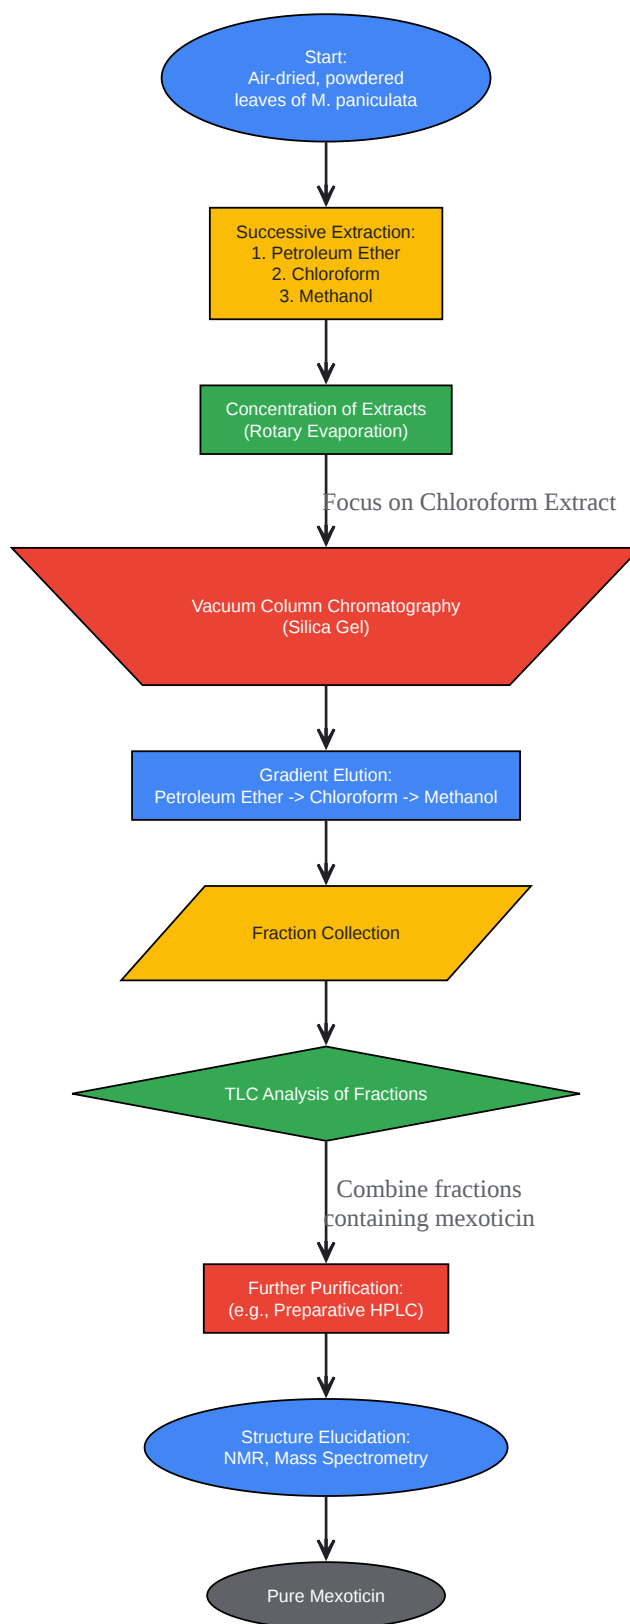 Start:
Air-dried, powdered
leaves of M. paniculata
Successive Extraction:
1. Petroleum Ether
2. Chloroform
3. Methanol
Concentration of Extracts
(Rotary Evaporation)
Focus on Chloroform Extract
Vacuum Column Chromatography
(Silica Gel)
Gradient Elution:
Petroleum Ether -> Chloroform -> Methanol
Fraction Collection
TLC Analysis of Fractions
Combine fractions
containing mexoticin
Further Purification:
(e.g., Preparative HPLC)
Structure Elucidation:
NMR, Mass Spectrometry
Pure Mexoticin